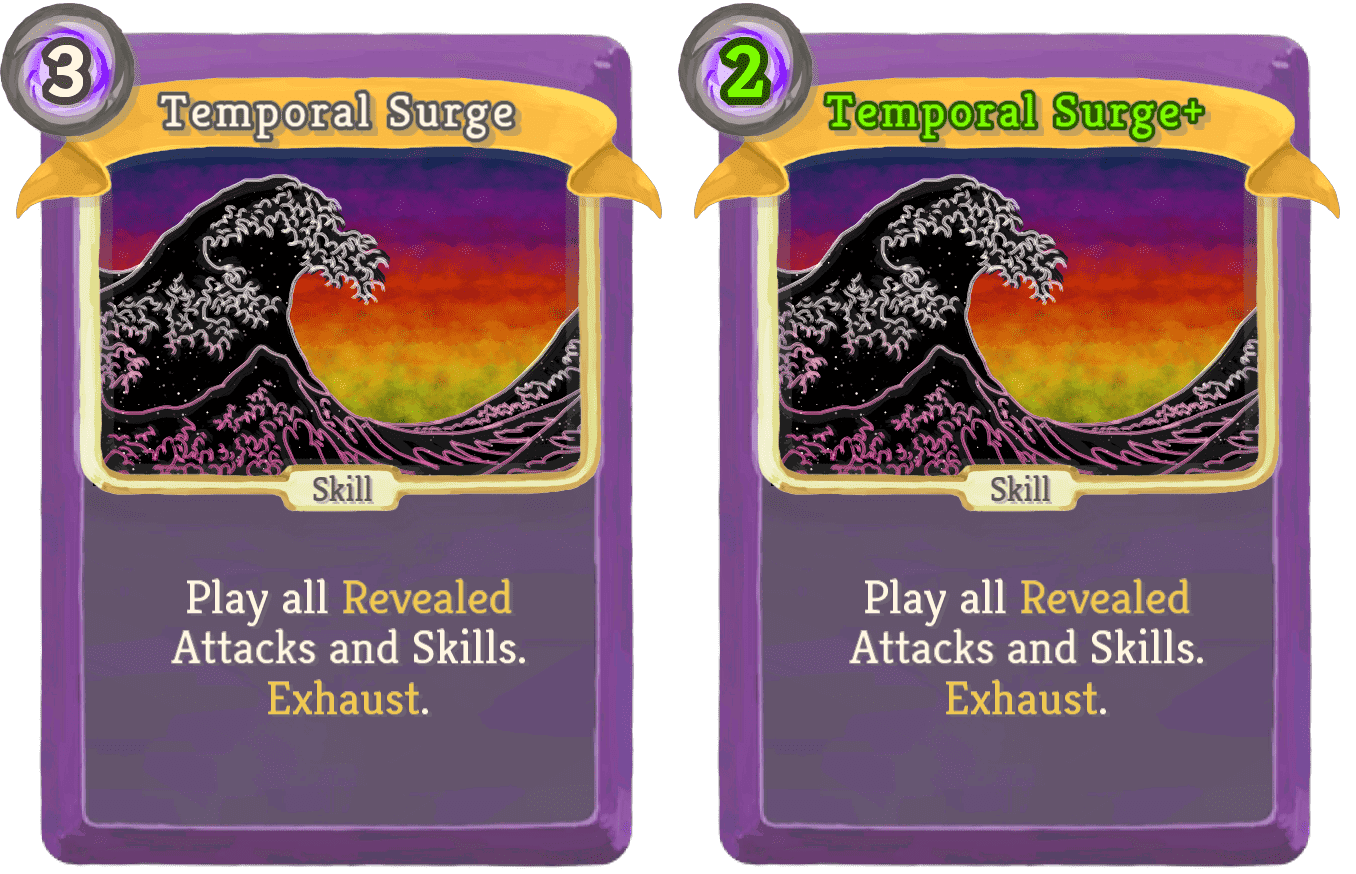 3
Temporal Surge
Skill
Play all Revealed
Attacks and Skills.
Exhaust.
2
Temporal Surge+
Skill
Play all Revealed
Attacks and Skills.
Exhaust.